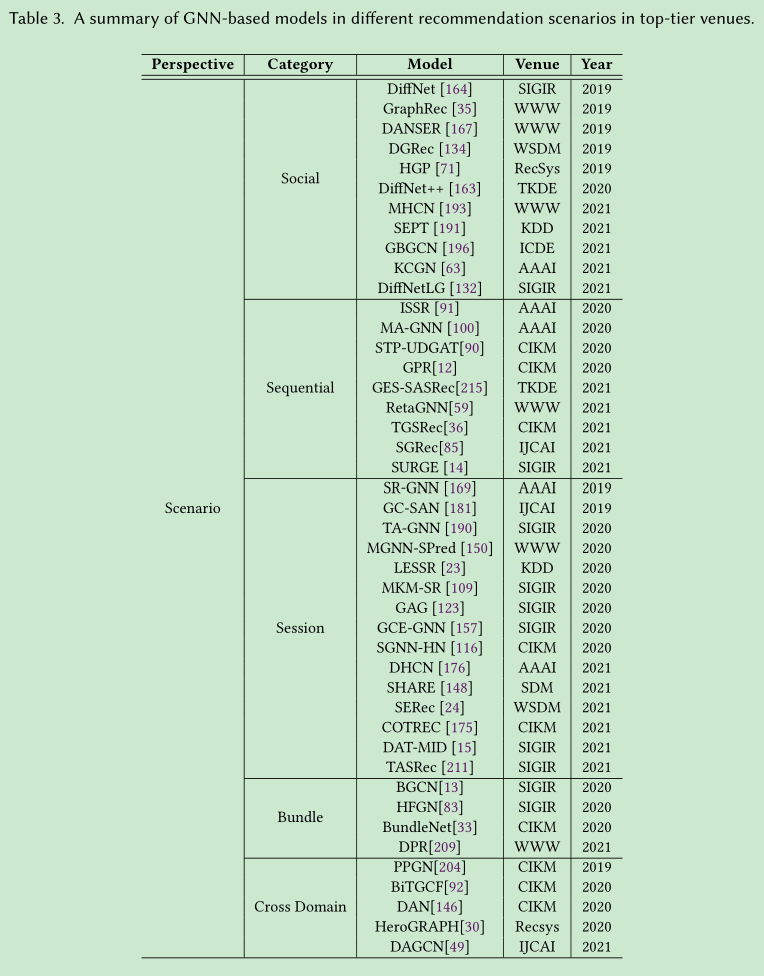 Table 3. A summary of GNN-based models in different recommendation scenarios in top-tier venues.
Perspective Category Model Venue Year
DiffNet [164] SIGIR 2019
GraphRec [35] WWW 2019
DANSER [167] WWW 2019
DGRec [134] WSDM 2019
HGP [71] RecSys 2019
Social
DiffNet++ [163] TKDE 2020
MHCN [193] WWW 2021
SEPT [191] KDD 2021
GBGCN [196] ICDE 2021
KCGN [63] AAAI 2021
DiffNetLG [132] SIGIR 2021
ISSR [91] AAAI 2020
MA-GNN [100] AAAI 2020
STP-UDGAT[90] CIKM 2020
GPR[12] CIKM 2020
Sequential GES-SASRec[215] TKDE 2021
RetaGNN[59] WWW 2021
TGSRec[36] CIKM 2021
SGRec[85] IJCAI 2021
SURGE [14] SIGIR 2021
SR-GNN [169] AAAI 2019
Scenario GC-SAN [181] IJCAI 2019
TA-GNN [190] SIGIR 2020
MGNN-SPred [150] WWW 2020
LESSR [23] KDD 2020
MKM-SR [109] SIGIR 2020
GAG [123] SIGIR 2020
Session GCE-GNN [157] SIGIR 2020
SGNN-HN [116] CIKM 2020
DHCN [176] AAAI 2021
SHARE [148] SDM 2021
SERec [24] WSDM 2021
COTREC [175] CIKM 2021
DAT-MID [15] SIGIR 2021
TASRec [211] SIGIR 2021
BGCN[13] SIGIR 2020
HFGN[83] SIGIR 2020
Bundle
BundleNet[33] CIKM 2020
DPR[209] WWW 2021
PPGN[204] CIKM 2019
BiTGCF[92] CIKM 2020
Cross Domain DAN[146] CIKM 2020
HeroGRAPH[30] Recsys 2020
DAGCN[49] IJCAI 2021